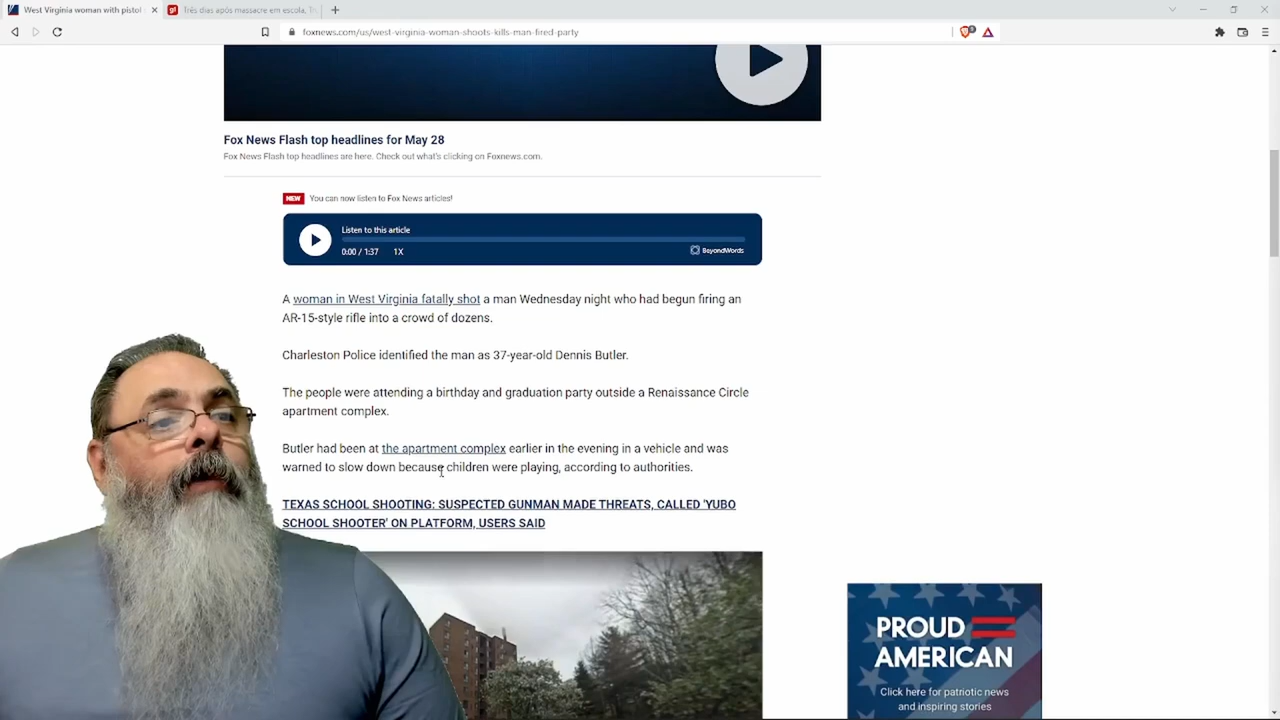 West Virginia woman with pistol
Três dias após massacre em escola, Tr
foxnews.com/us/west-virginia-woman-shoots-kills-man-fired-party
Fox News Flash top headlines for May 28
Fox News Flash top headlines are here. Check out what's clicking on Foxnews.com.
NEW You can now listen to Fox News articles!
Listen to this article
0:00 / 1:37 1X
BeyondWords
A woman in West Virginia fatally shot a man Wednesday night who had begun firing an
AR-15-style rifle into a crowd of dozens.
Charleston Police identified the man as 37-year-old Dennis Butler.
The people were attending a birthday and graduation party outside a Renaissance Circle
apartment complex.
Butler had been at the apartment complex earlier in the evening in a vehicle and was
warned to slow down because children were playing, according to authorities.
TEXAS SCHOOL SHOOTING: SUSPECTED GUNMAN MADE THREATS, CALLED 'YUBO
SCHOOL SHOOTER' ON PLATFORM, USERS SAID
PROUD
AMERICAN
Click here for patriotic news
and inspiring stories